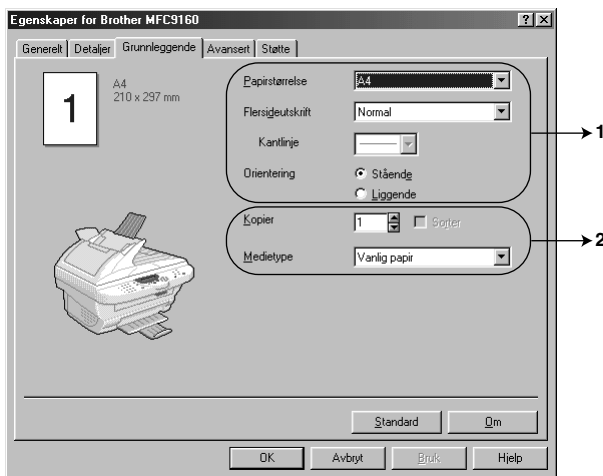 Egenskaper for Brother MFC9160
Generelt Detaljer Grunnleggende Avansert Støtte
1
A4
210 x 297 mm
Papirstørrelse A4
Flersideutskrift Normal
Kantlinje
Orientering Stående
Liggende
1
Kopier 1 Sorter
Medietype Vanlig papir
2
Standard Om
OK Avbryt Bruk Hjelp